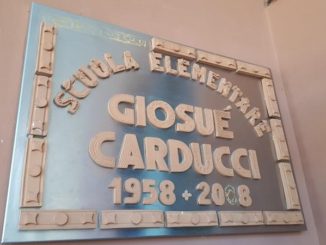 SCUOLA ELEMENTARE
GIOSUÉ
CARDUCCI
1958 + 2008